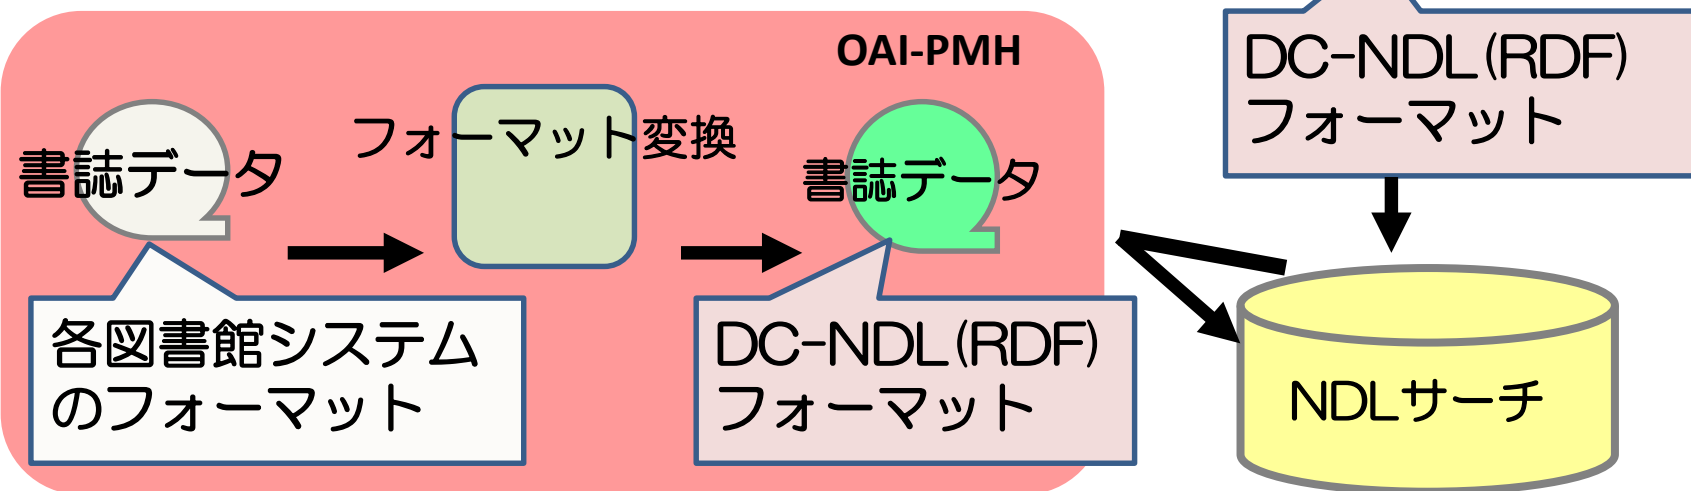 OAI-PMH
書誌データ
フォーマット変換
書誌データ
各図書館システム
のフォーマット
DC-NDL(RDF)
フォーマット
DC-NDL(RDF)
フォーマット
NDLサーチ